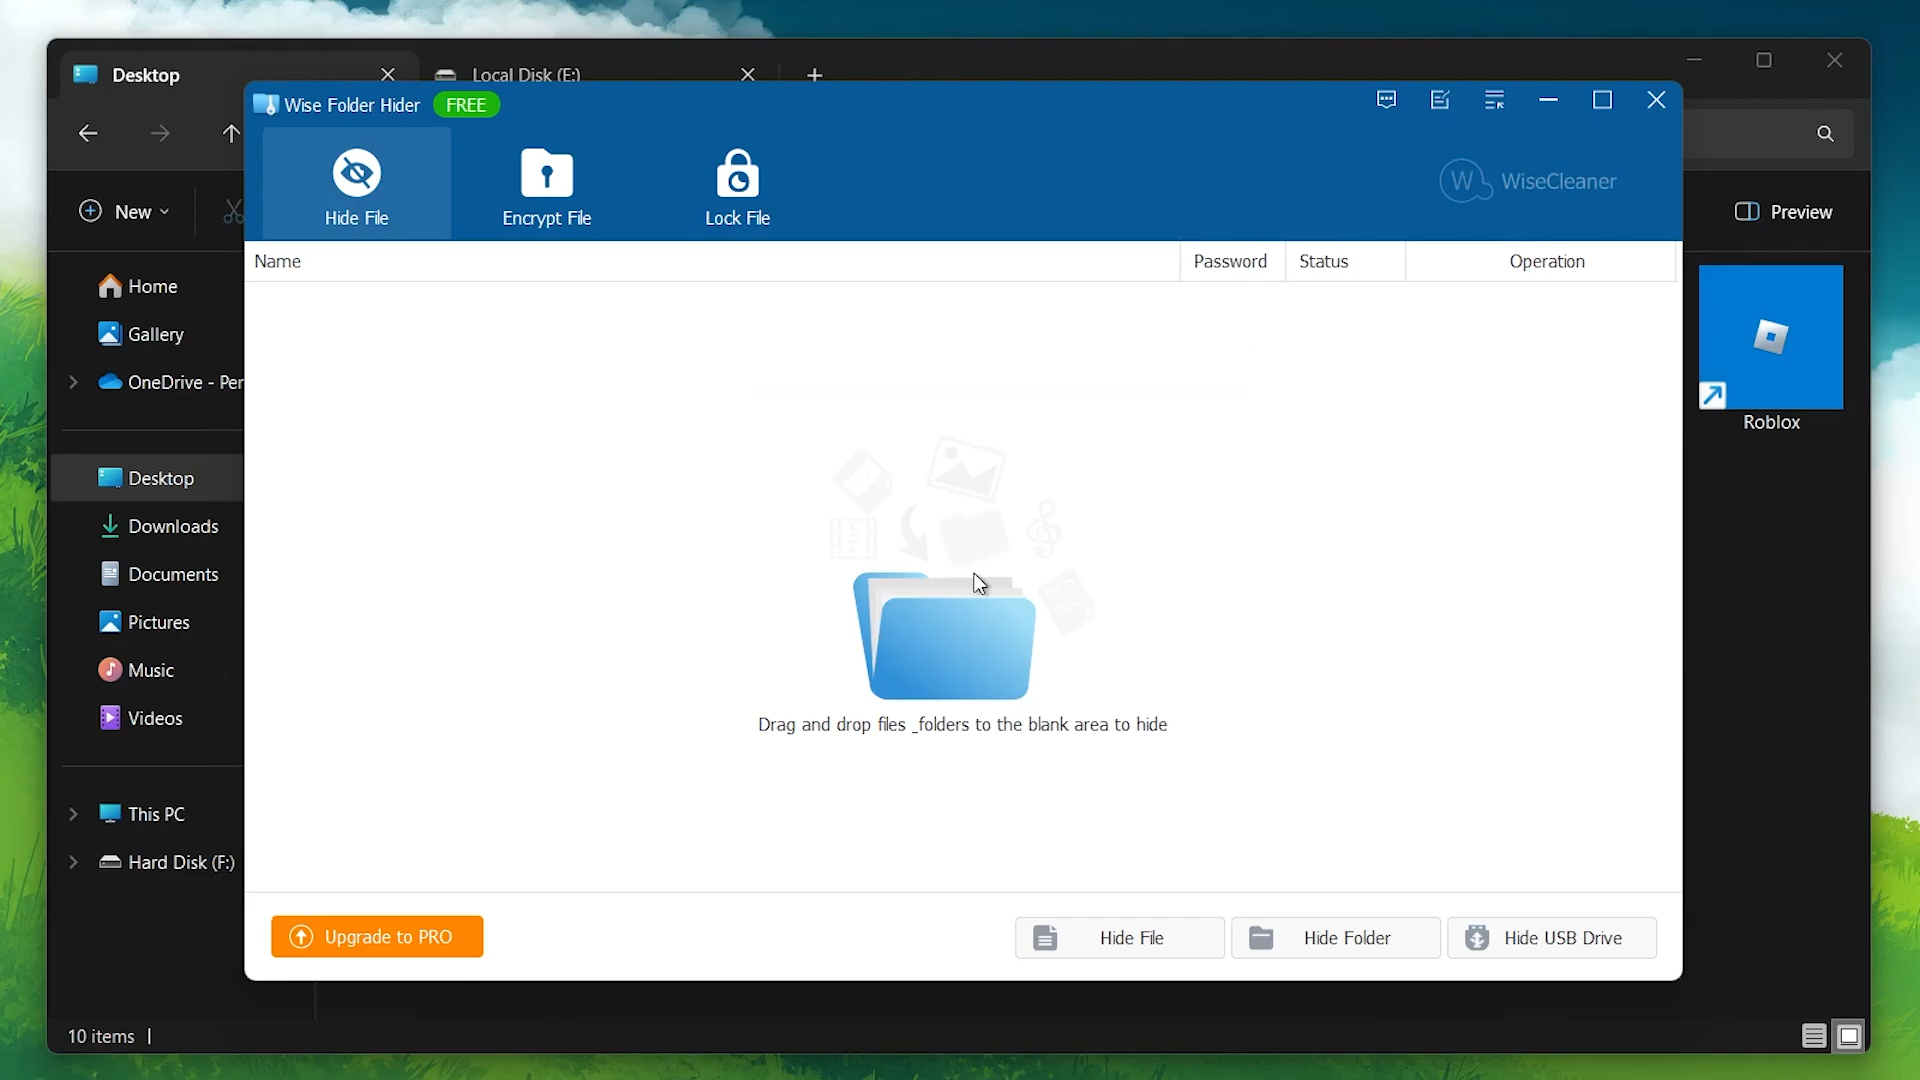 Desktop
Local Disk (E:)
Wise Folder Hider
FREE
Hide File
Encrypt File
Lock File
WiseCleaner
New
Preview
Name
Password
Status
Operation
Home
Gallery
OneDrive - Per
Desktop
Downloads
Documents
Pictures
Music
Videos
This PC
Hard Disk (F:)
Roblox
Drag and drop files _folders to the blank area to hide
Upgrade to PRO
Hide File
Hide Folder
Hide USB Drive
10 items